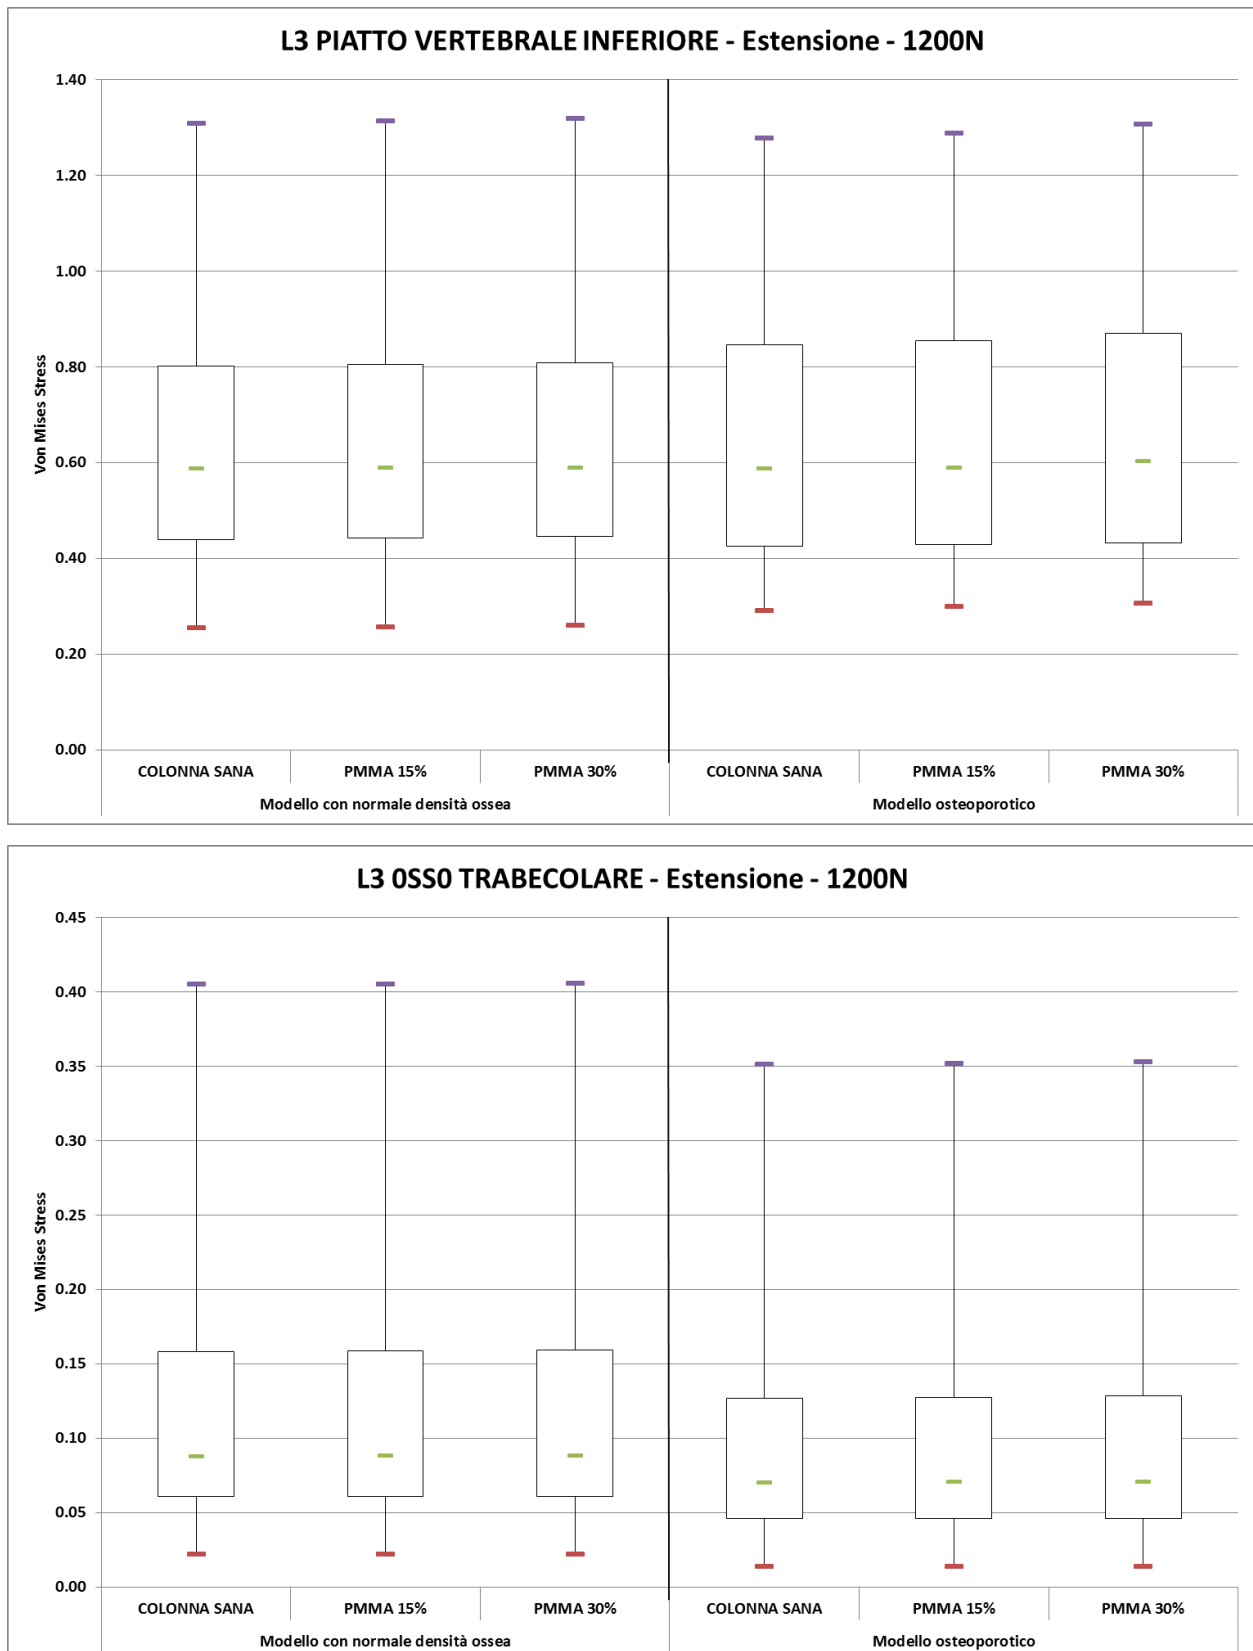 L3 PIATTO VERTEBRALE INFERIORE - Estensione - 1200N
1.40
1.20
1.00
0.80
0.60
0.40
0.20
0.00
Von Mises Stress
COLONNA SANA PMMA 15% PMMA 30% COLONNA SANA PMMA 15% PMMA 30%
Modello con normale densità ossea Modello osteoporotico
L3 0SS0 TRABECOLARE - Estensione - 1200N
0.45
0.40
0.35
0.30
0.25
0.20
0.15
0.10
0.05
0.00
Von Mises Stress
COLONNA SANA PMMA 15% PMMA 30% COLONNA SANA PMMA 15% PMMA 30%
Modello con normale densità ossea Modello osteoporotico